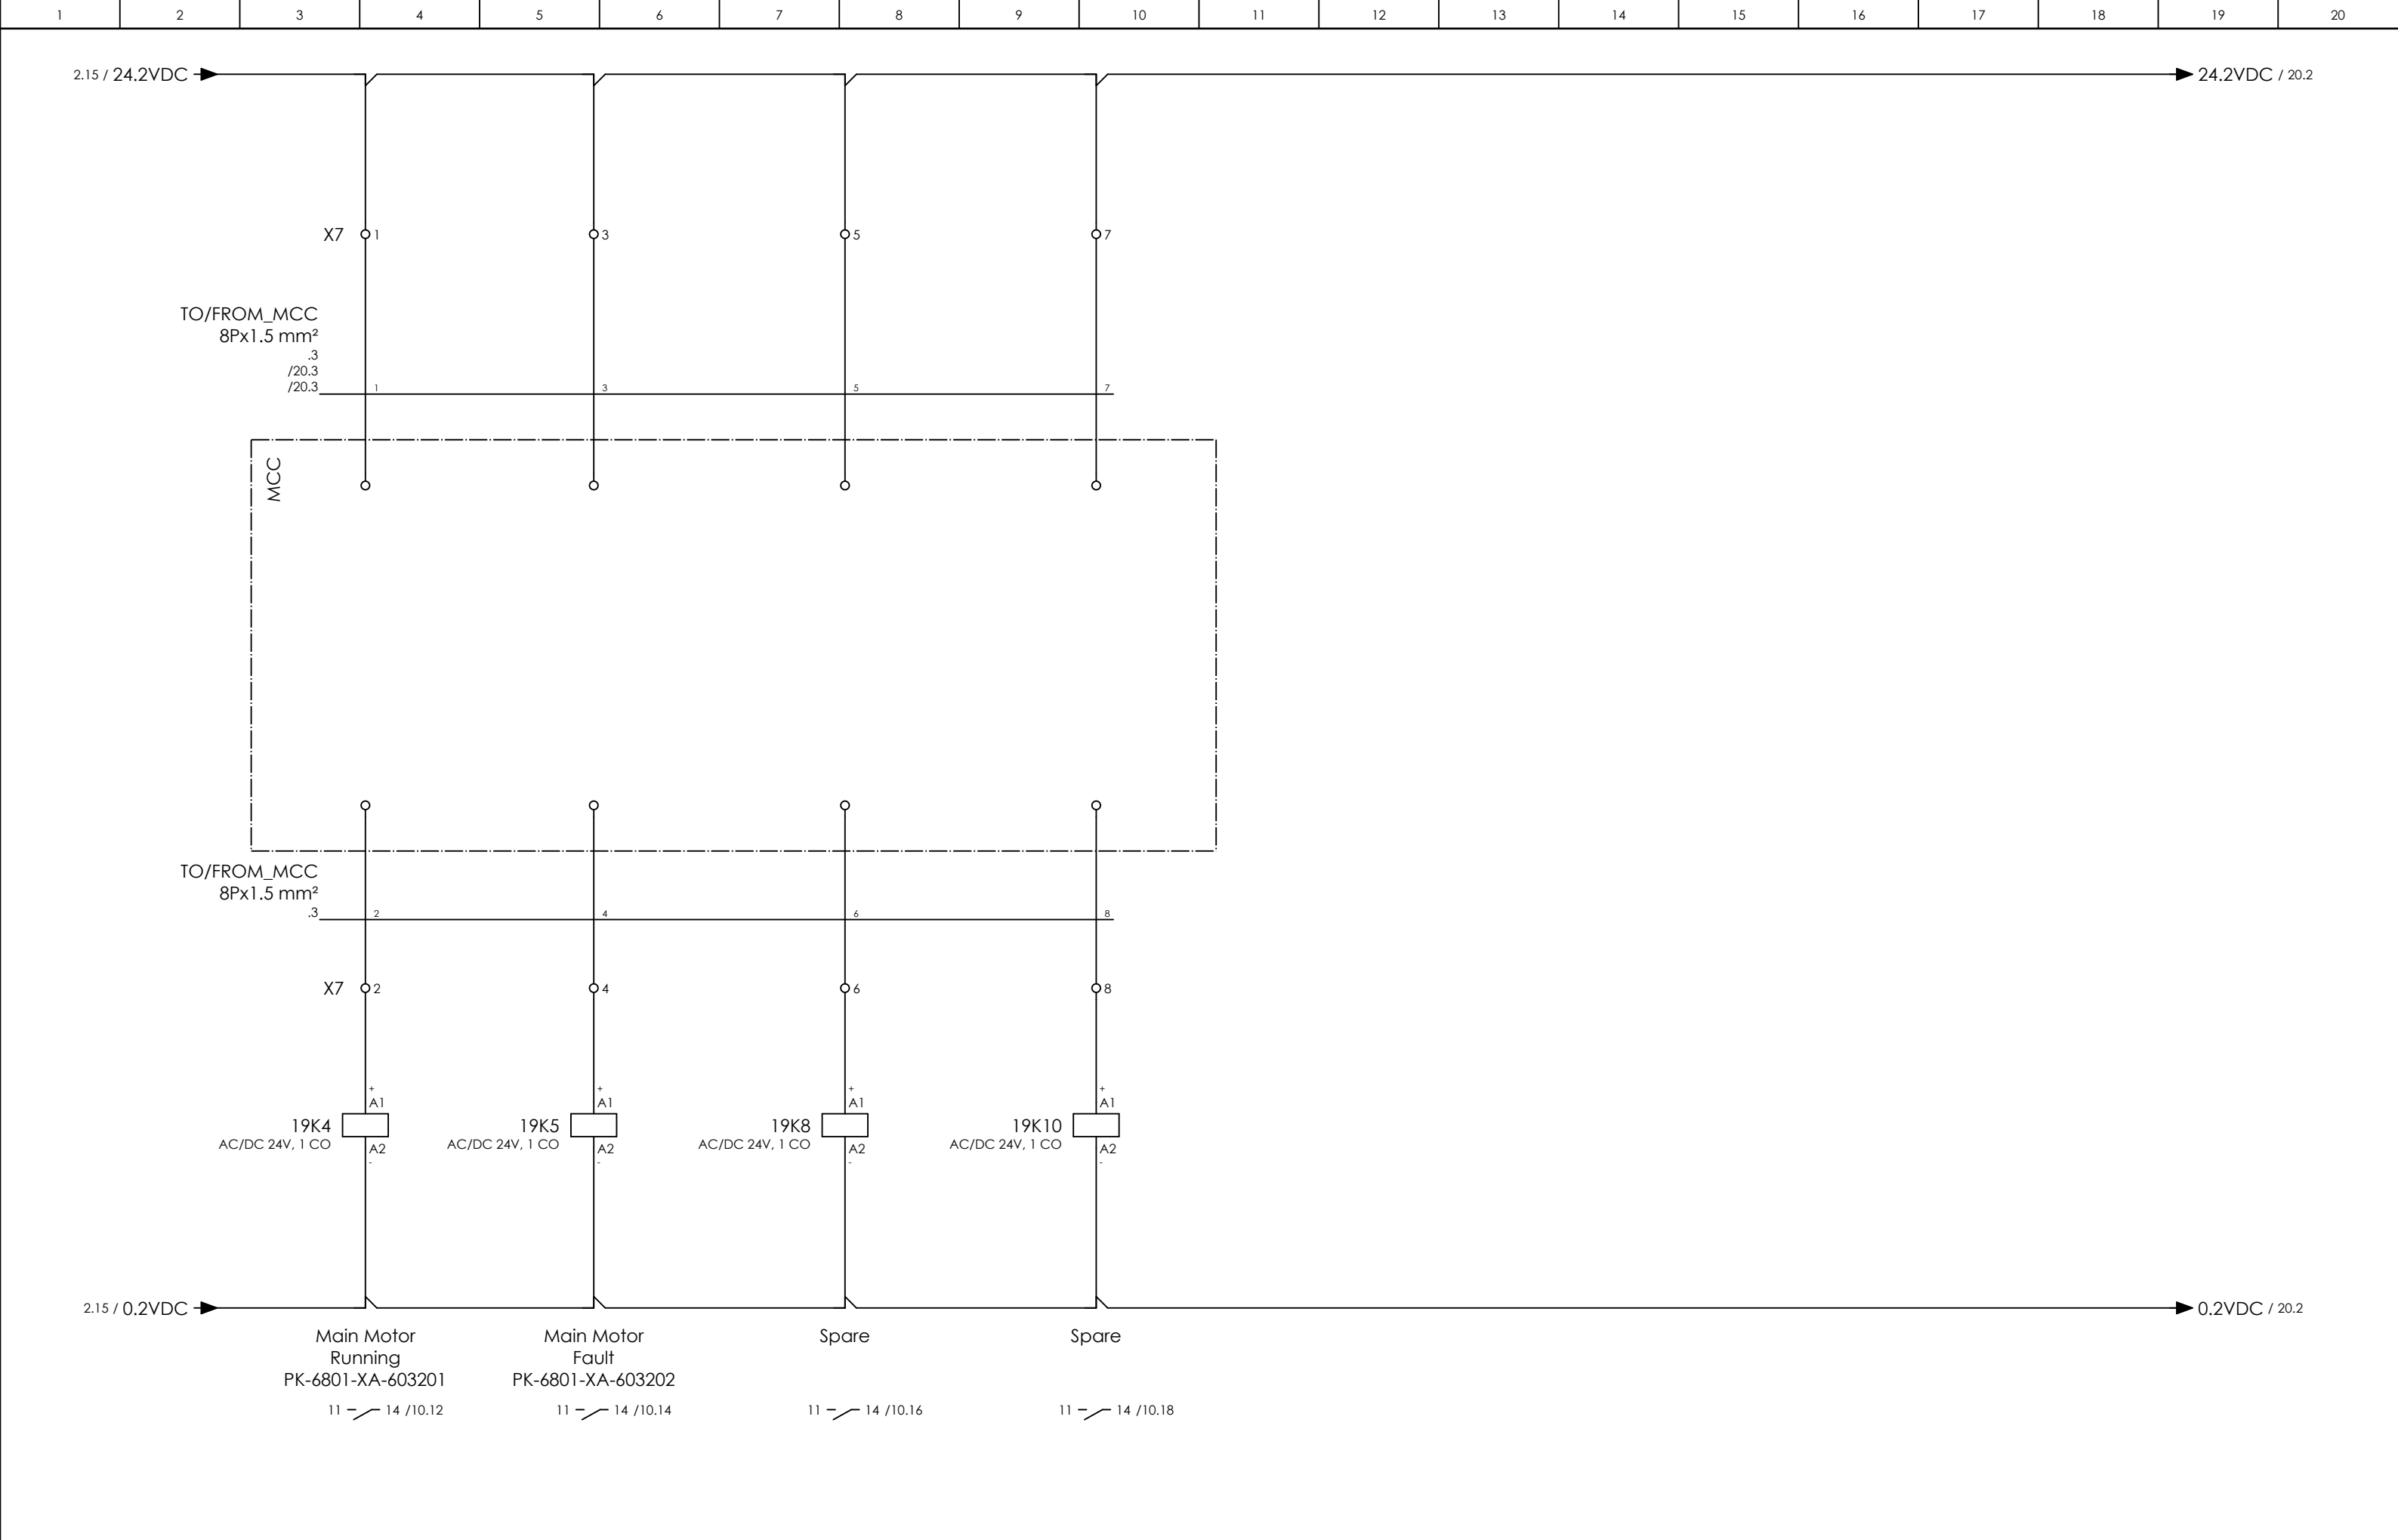 1 2 3 4 5 6 7 8 9 10 11 12 13 14 15 16 17 18 19 20
2.15 / 24.2VDC
24.2VDC / 20.2
X7 1 3 5 7
TO/FROM_MCC
8Px1.5 mm²
.3
/20.3
/20.3
1 3 5 7
MCC
TO/FROM_MCC
8Px1.5 mm²
.3
2 4 6 8
X7 2 4 6 8
+ + + +
A1 A1 A1 A1
19K4 19K5 19K8 19K10
AC/DC 24V, 1 CO AC/DC 24V, 1 CO AC/DC 24V, 1 CO AC/DC 24V, 1 CO
A2 A2 A2 A2
- - - -
2.15 / 0.2VDC
0.2VDC / 20.2
Main Motor
Running
PK-6801-XA-603201
Main Motor
Fault
PK-6801-XA-603202
Spare
Spare
11 14 /10.12
11 14 /10.14
11 14 /10.16
11 14 /10.18